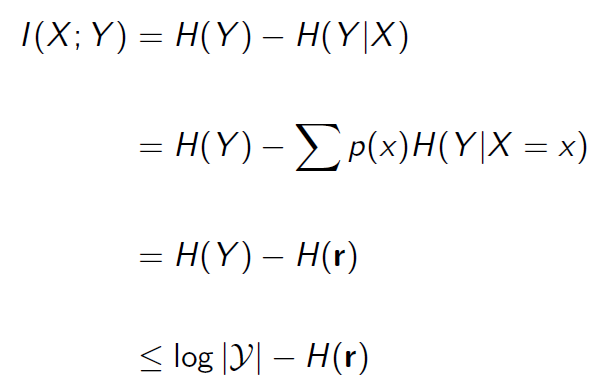 I(X; Y) = H(Y) − H(Y|X)
= H(Y) − ∑ p(x)H(Y|X = x)
= H(Y) − H(𝐫)
≤ log |𝒴| − H(𝐫)